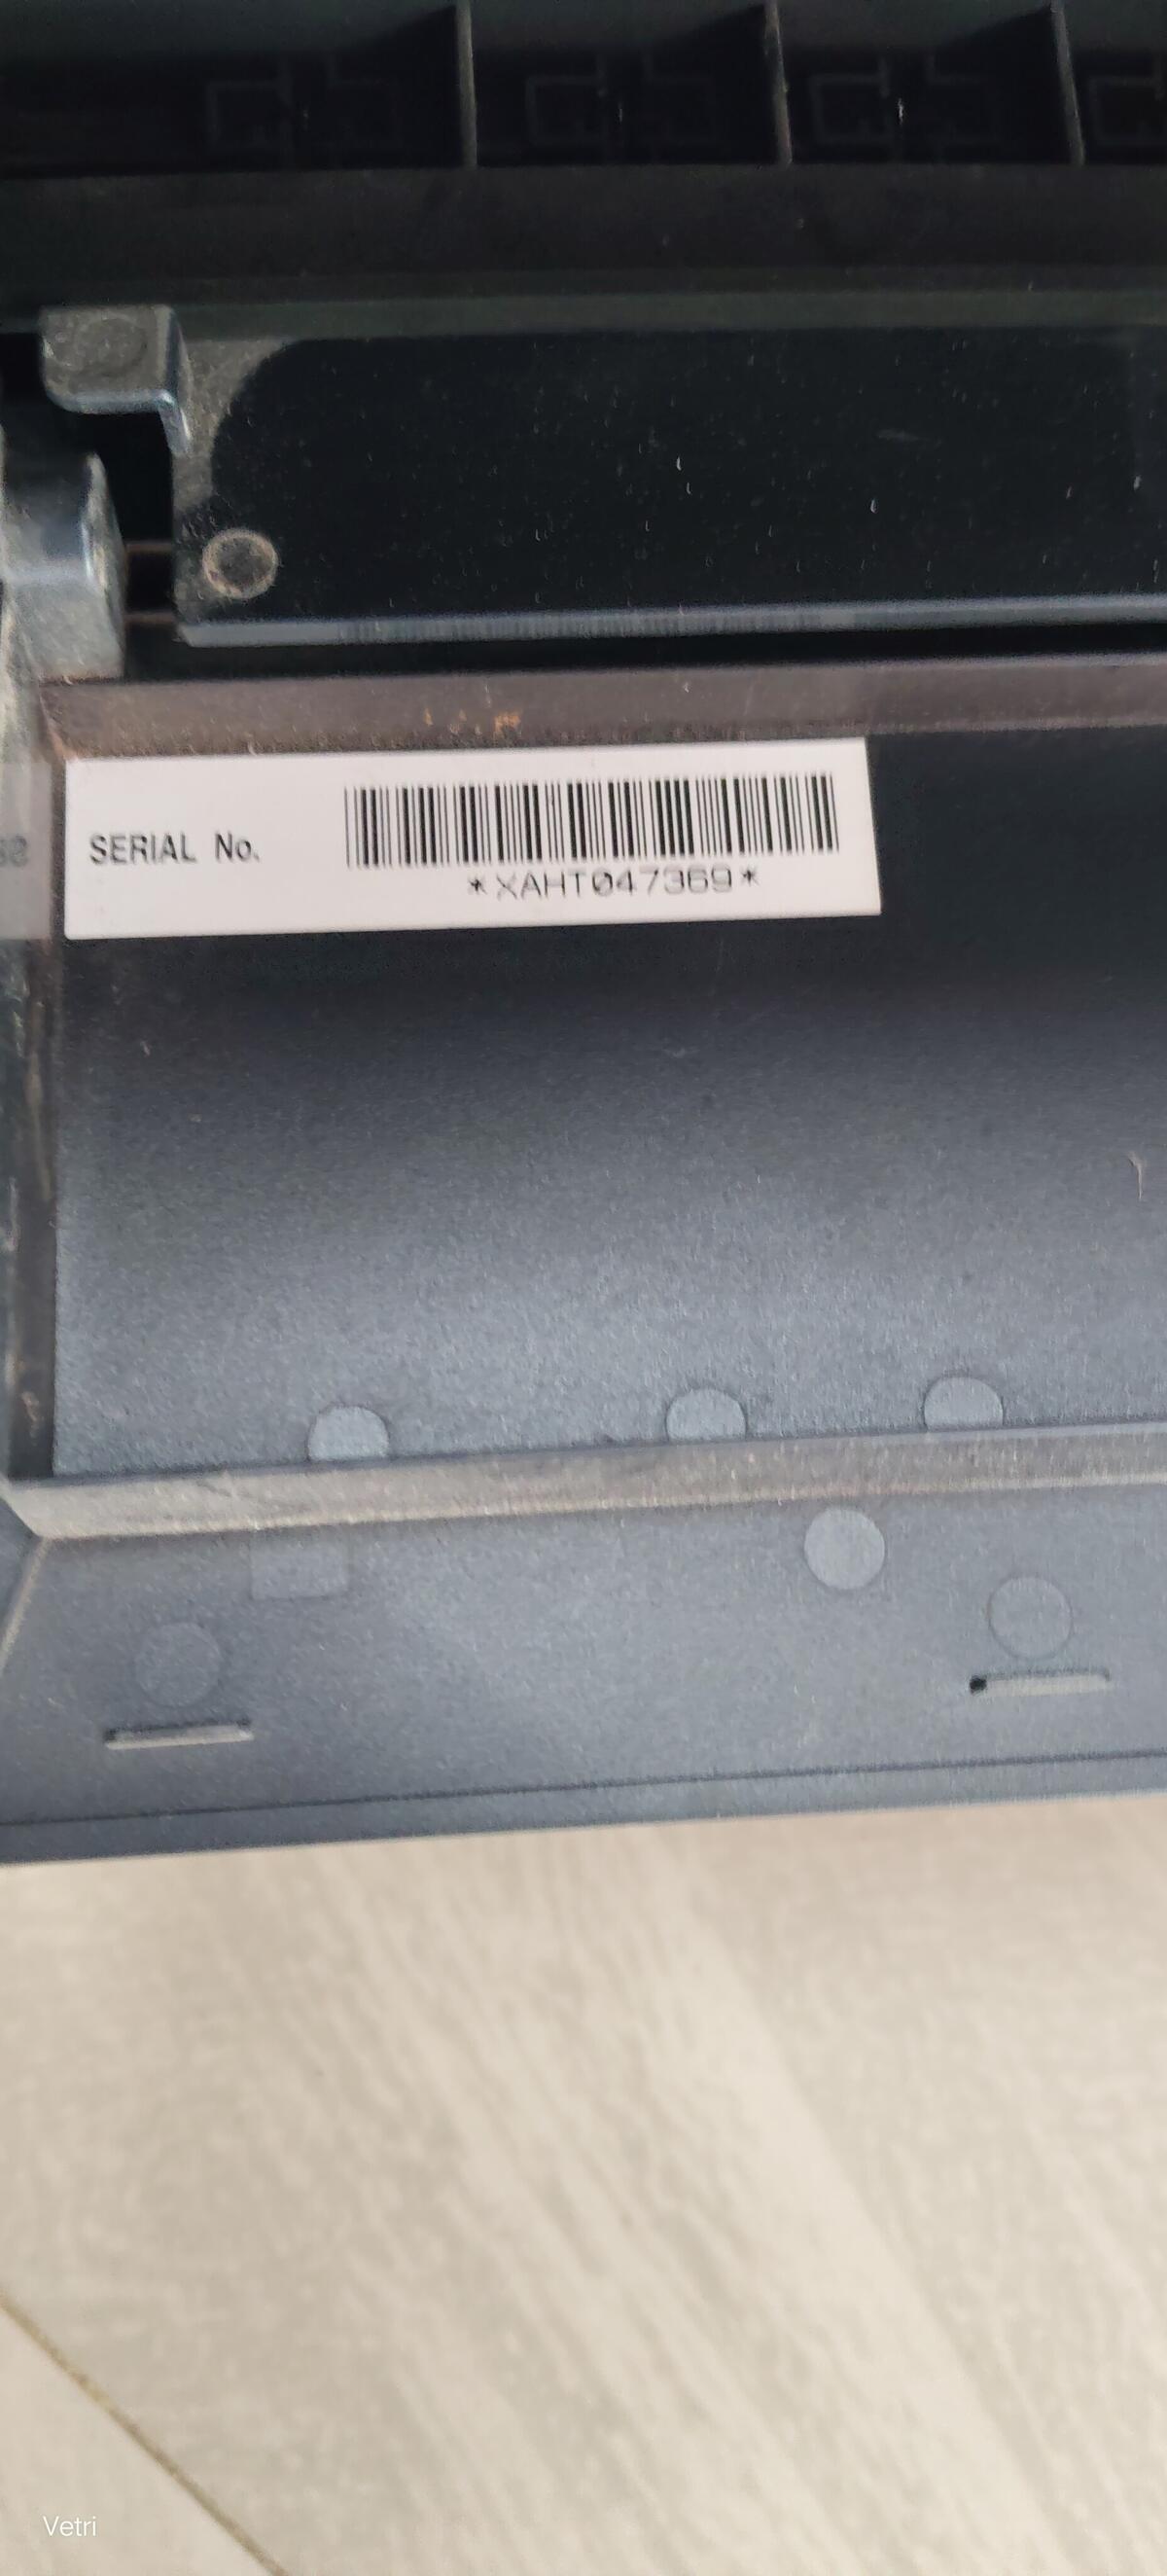 SERIAL No.
*XAHT047369*
Vetri